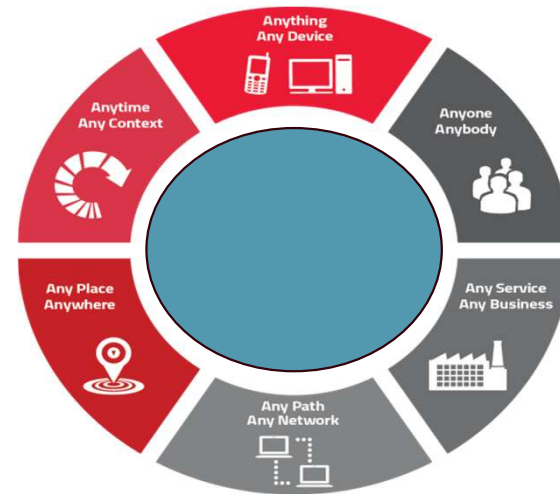 Anything
Any Device
Anyone
Anybody
Any Service
Any Business
Any Path
Any Network
Any Place
Anywhere
Anytime
Any Context